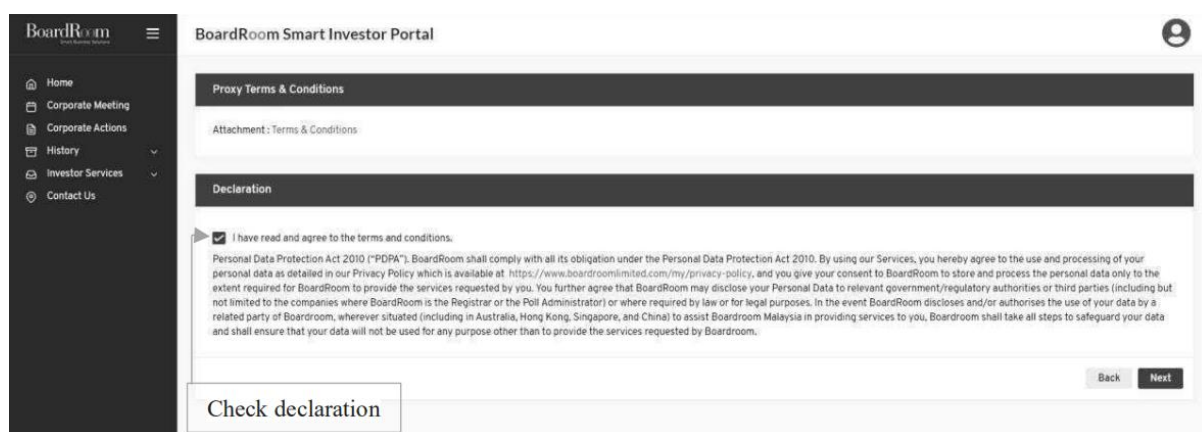 BoardRoom
Smart Business Solutions
BoardRoom Smart Investor Portal
Home
Corporate Meeting
Corporate Actions
History
Investor Services
Contact Us
Proxy Terms & Conditions
Attachment : Terms & Conditions
Declaration
I have read and agree to the terms and conditions.
Personal Data Protection Act 2010 ("PDPA"). BoardRoom shall comply with all its obligation under the Personal Data Protection Act 2010. By using our Services, you hereby agree to the use and processing of your
personal data as detailed in our Privacy Policy which is available at https://www.boardroomlimited.com/my/privacy-policy, and you give your consent to BoardRoom to store and process the personal data only to the
extent required for BoardRoom to provide the services requested by you. You further agree that BoardRoom may disclose your Personal Data to relevant government/regulatory authorities or third parties (including but
not limited to the companies where BoardRoom is the Registrar or the Poll Administrator) or where required by law or for legal purposes. In the event BoardRoom discloses and/or authorises the use of your data by a
related party of Boardroom, wherever situated (including in Australia, Hong Kong, Singapore, and China) to assist Boardroom Malaysia in providing services to you, Boardroom shall take all steps to safeguard your data
and shall ensure that your data will not be used for any purpose other than to provide the services requested by Boardroom.
Back
Next
Check declaration